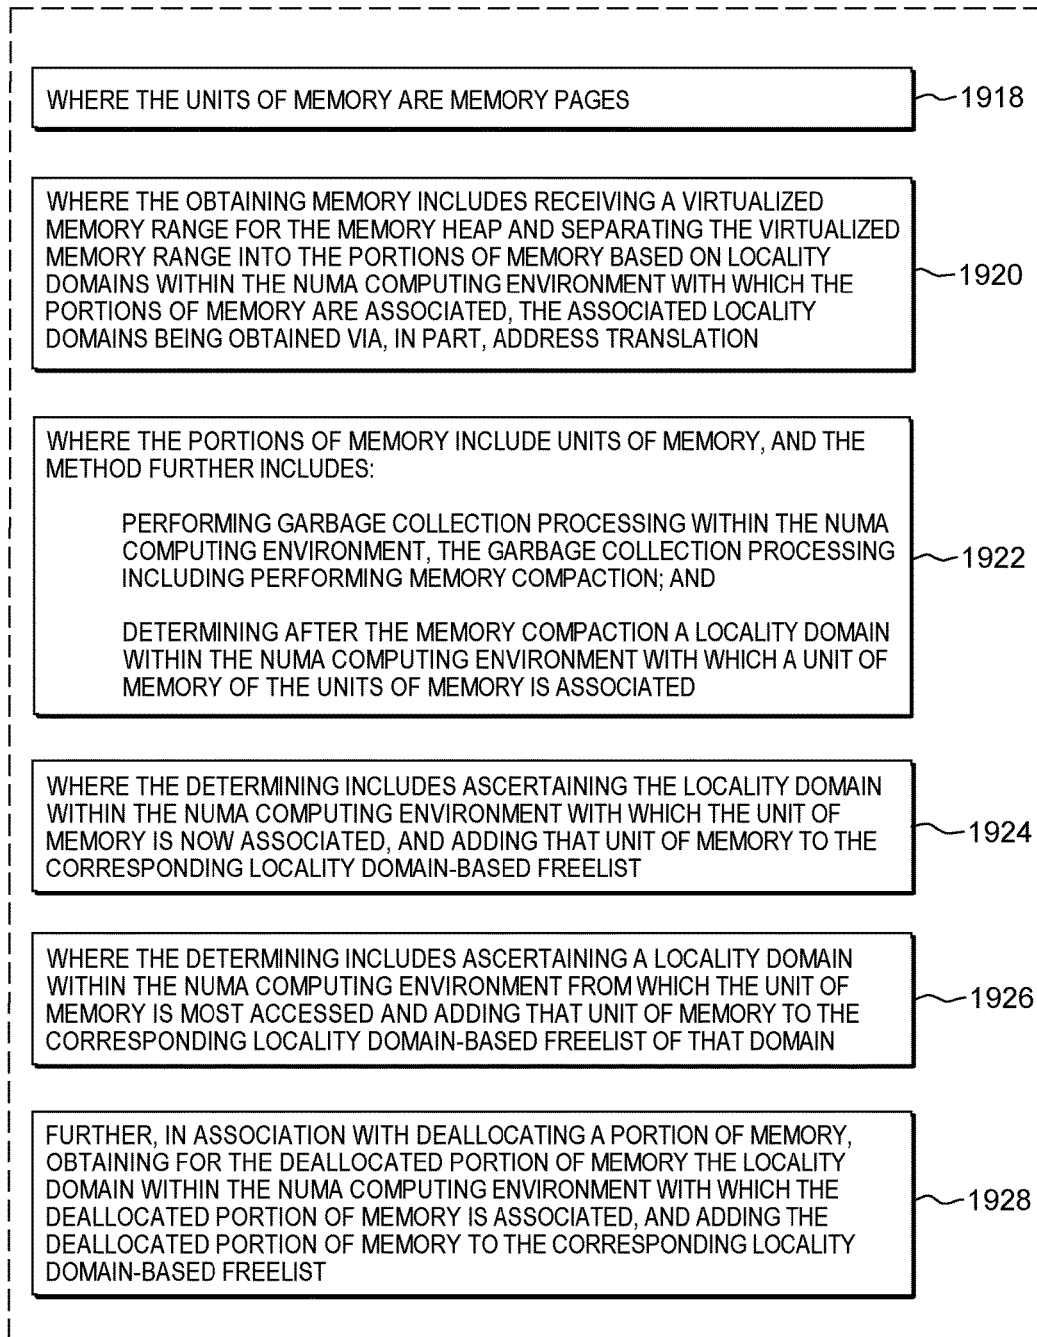 WHERE THE UNITS OF MEMORY ARE MEMORY PAGES
1918
WHERE THE OBTAINING MEMORY INCLUDES RECEIVING A VIRTUALIZED
MEMORY RANGE FOR THE MEMORY HEAP AND SEPARATING THE VIRTUALIZED
MEMORY RANGE INTO THE PORTIONS OF MEMORY BASED ON LOCALITY
DOMAINS WITHIN THE NUMA COMPUTING ENVIRONMENT WITH WHICH THE
PORTIONS OF MEMORY ARE ASSOCIATED, THE ASSOCIATED LOCALITY
DOMAINS BEING OBTAINED VIA, IN PART, ADDRESS TRANSLATION
1920
WHERE THE PORTIONS OF MEMORY INCLUDE UNITS OF MEMORY, AND THE
METHOD FURTHER INCLUDES:
PERFORMING GARBAGE COLLECTION PROCESSING WITHIN THE NUMA
COMPUTING ENVIRONMENT, THE GARBAGE COLLECTION PROCESSING
INCLUDING PERFORMING MEMORY COMPACTION; AND
DETERMINING AFTER THE MEMORY COMPACTION A LOCALITY DOMAIN
WITHIN THE NUMA COMPUTING ENVIRONMENT WITH WHICH A UNIT OF
MEMORY OF THE UNITS OF MEMORY IS ASSOCIATED
1922
WHERE THE DETERMINING INCLUDES ASCERTAINING THE LOCALITY DOMAIN
WITHIN THE NUMA COMPUTING ENVIRONMENT WITH WHICH THE UNIT OF
MEMORY IS NOW ASSOCIATED, AND ADDING THAT UNIT OF MEMORY TO THE
CORRESPONDING LOCALITY DOMAIN-BASED FREELIST
1924
WHERE THE DETERMINING INCLUDES ASCERTAINING A LOCALITY DOMAIN
WITHIN THE NUMA COMPUTING ENVIRONMENT FROM WHICH THE UNIT OF
MEMORY IS MOST ACCESSED AND ADDING THAT UNIT OF MEMORY TO THE
CORRESPONDING LOCALITY DOMAIN-BASED FREELIST OF THAT DOMAIN
1926
FURTHER, IN ASSOCIATION WITH DEALLOCATING A PORTION OF MEMORY,
OBTAINING FOR THE DEALLOCATED PORTION OF MEMORY THE LOCALITY
DOMAIN WITHIN THE NUMA COMPUTING ENVIRONMENT WITH WHICH THE
DEALLOCATED PORTION OF MEMORY IS ASSOCIATED, AND ADDING THE
DEALLOCATED PORTION OF MEMORY TO THE CORRESPONDING LOCALITY
DOMAIN-BASED FREELIST
1928